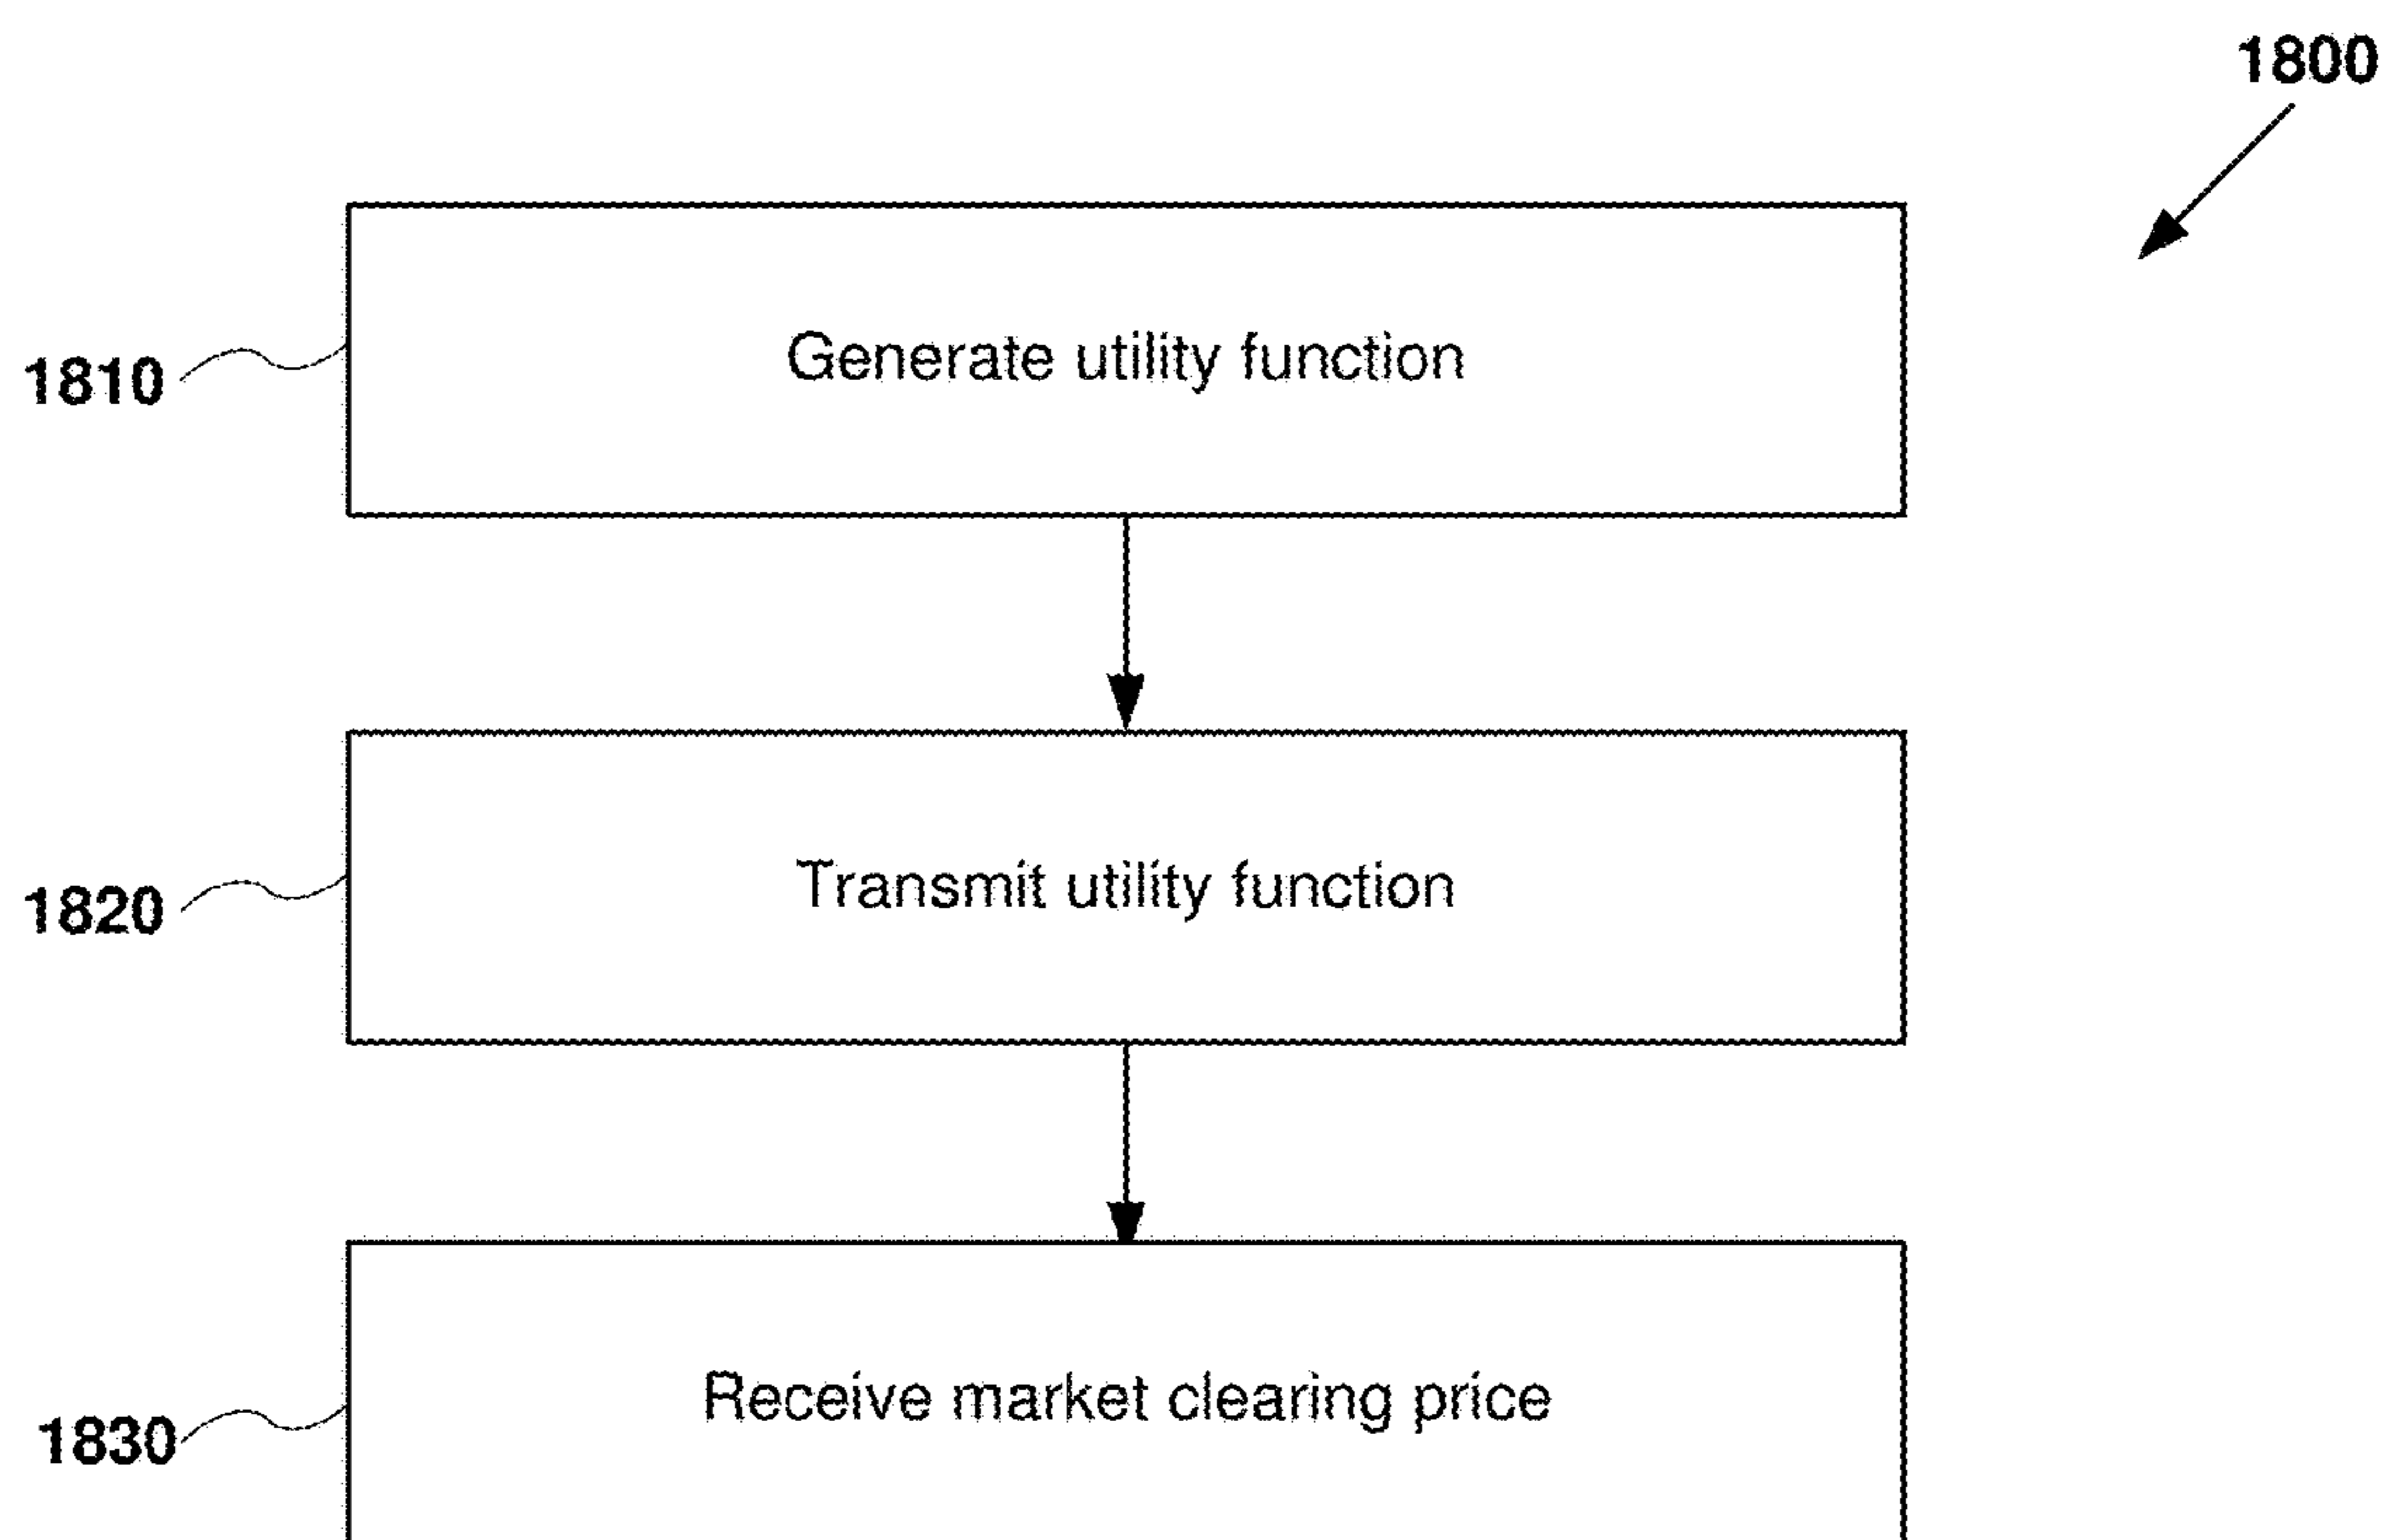 1800
Generate utility function
1810
Transmit utility function
1820
Receive market clearing price
1830